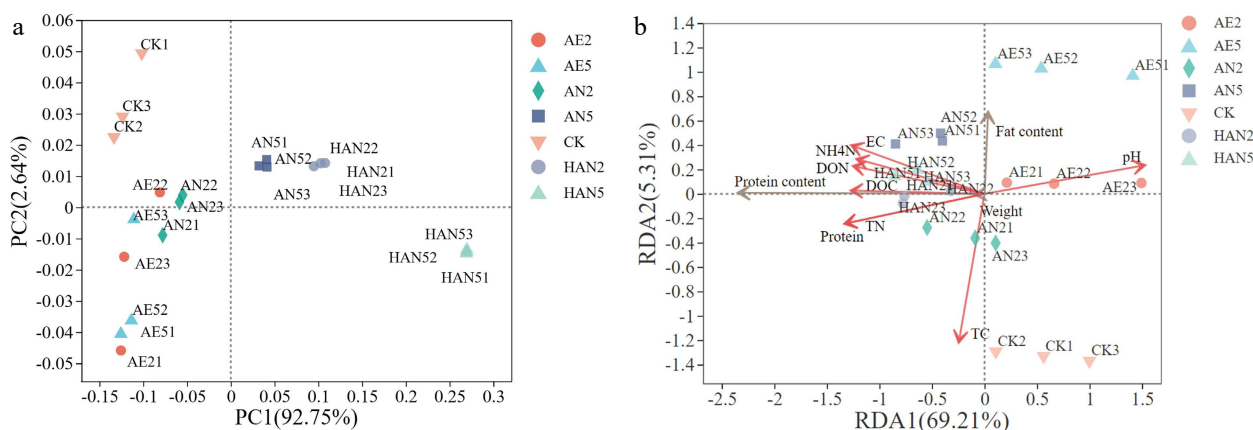 a
0.06
0.05
0.04
0.03
0.02
0.01
0
-0.01
-0.02
-0.03
-0.04
-0.05
PC2(2.64%)
-0.15
-0.1
-0.05
0
0.05
0.1
0.15
0.2
0.25
0.3
PC1(92.75%)
CK1
CK3
CK2
AE22
AN22
AE53
AN23
AN21
AE23
AE52
AE51
AE21
AN51
AN52
AN53
HAN22
HAN21
HAN23
HAN53
HAN52
HAN51
AE2
AE5
AN2
AN5
CK
HAN2
HAN5
b
1.4
1.2
1
0.8
0.6
0.4
0.2
0
-0.2
-0.4
-0.6
-0.8
-1
-1.2
-1.4
RDA2(5.31%)
-2.5
-2
-1.5
-1
-0.5
0
0.5
1
1.5
RDA1(69.21%)
AE53
AE52
AE51
AN52
AN53
AN51
Fat content
EC
NH4N
DON
HAN52
HAN51
HAN53
pH
Protein content
DOC
HAN21
HAN22
AE21
AE22
AE23
HAN23
Weight
Protein
TN
AN22
AN21
AN23
TC
CK2
CK1
CK3
AE2
AE5
AN2
AN5
CK
HAN2
HAN5